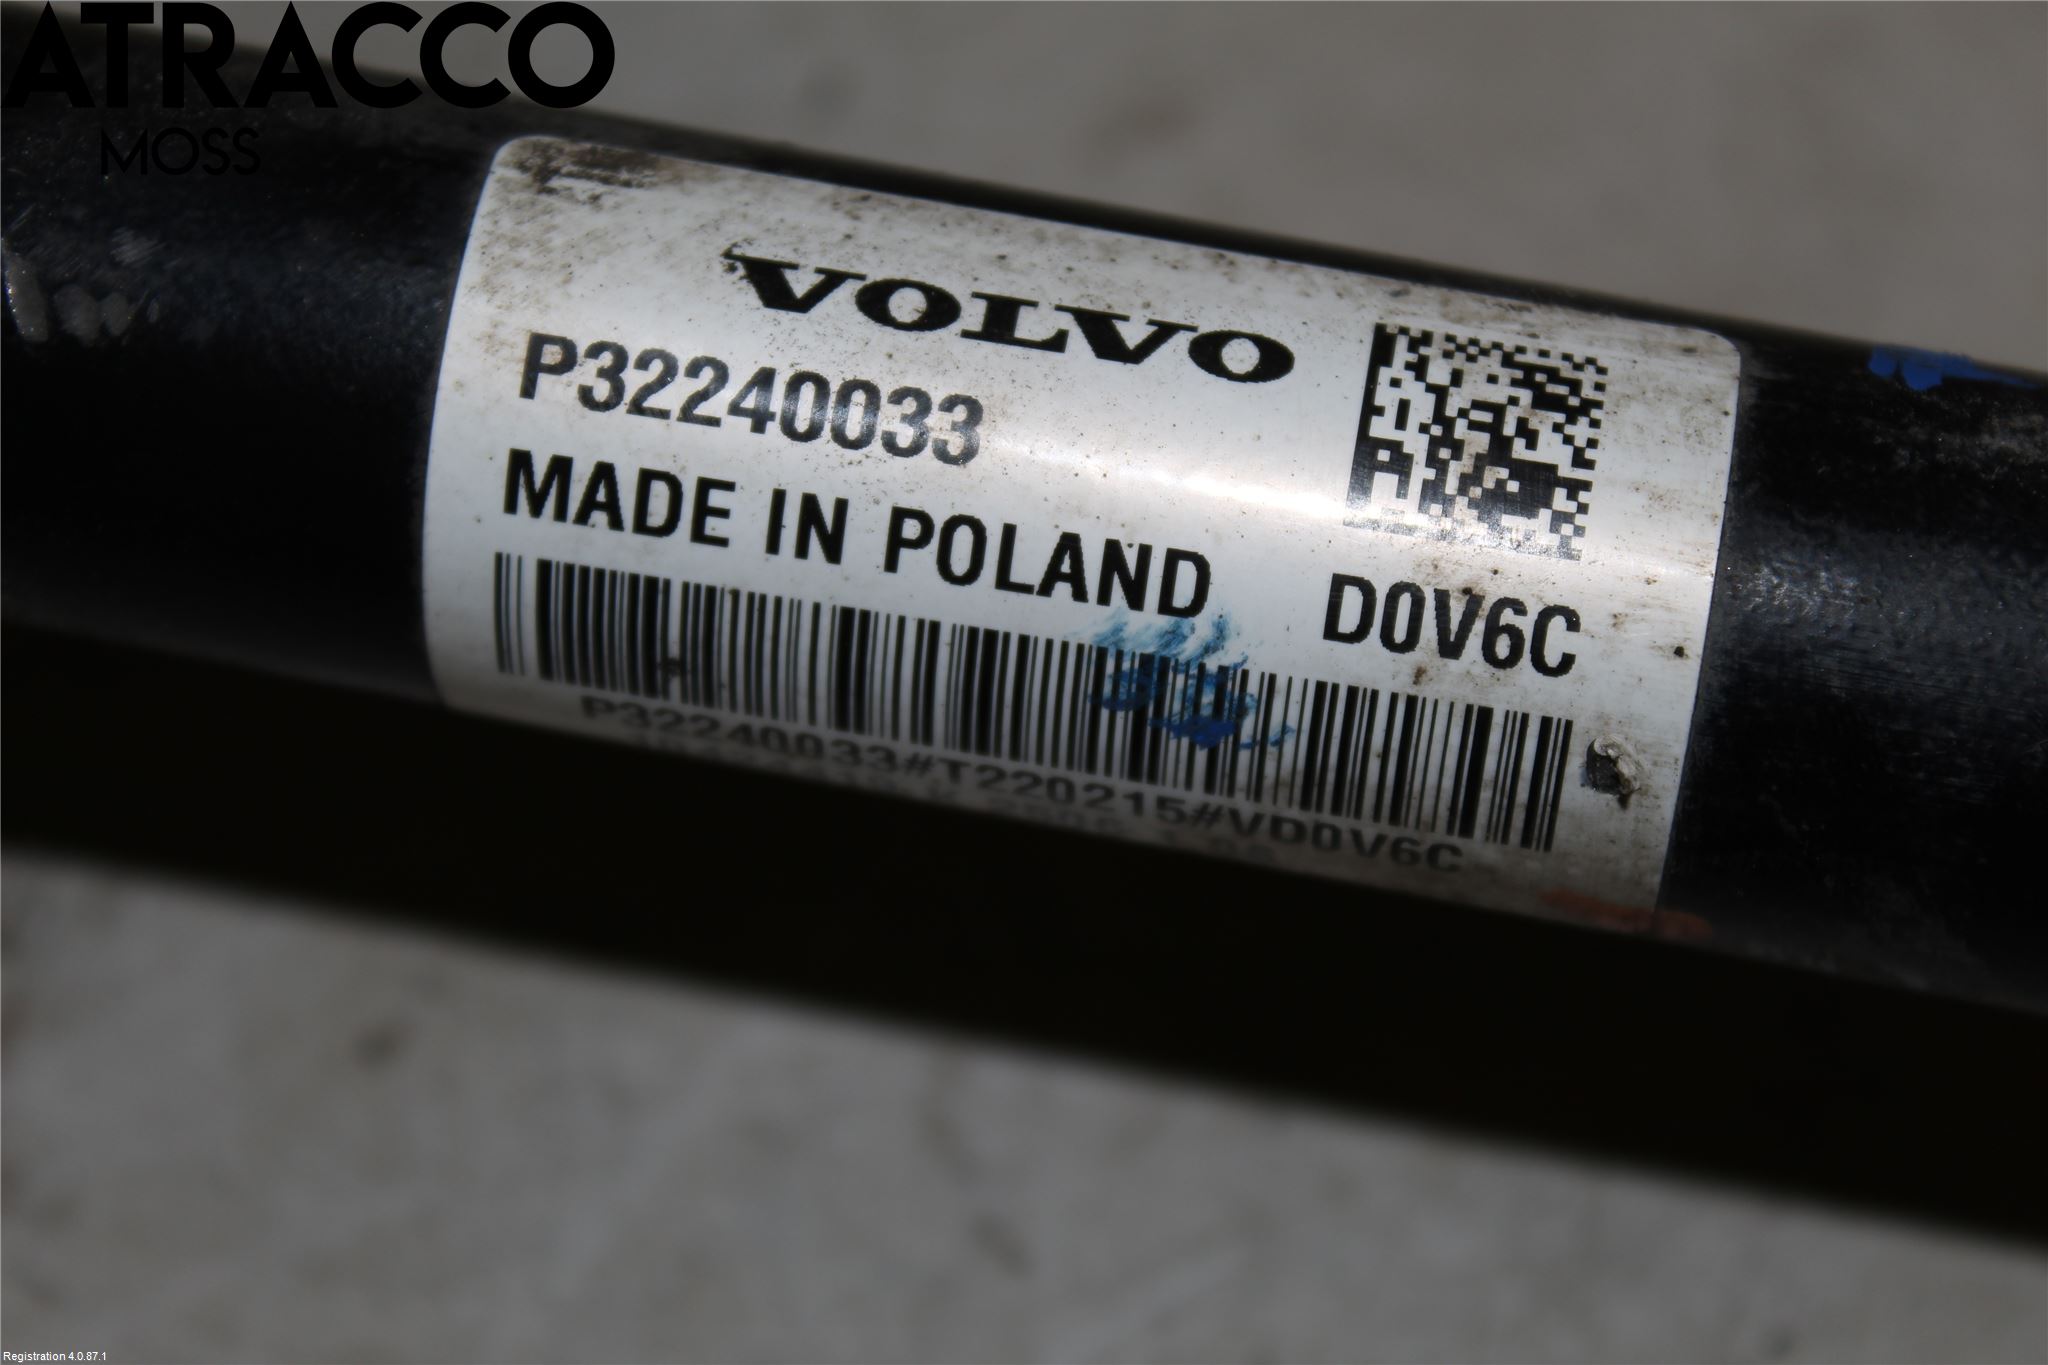 ATRACCO
MOSS
VOLVO
P32240033
MADE IN POLAND
D0V6C
P32240033#T220215#VD0V6C
Registration 4.0.87.1